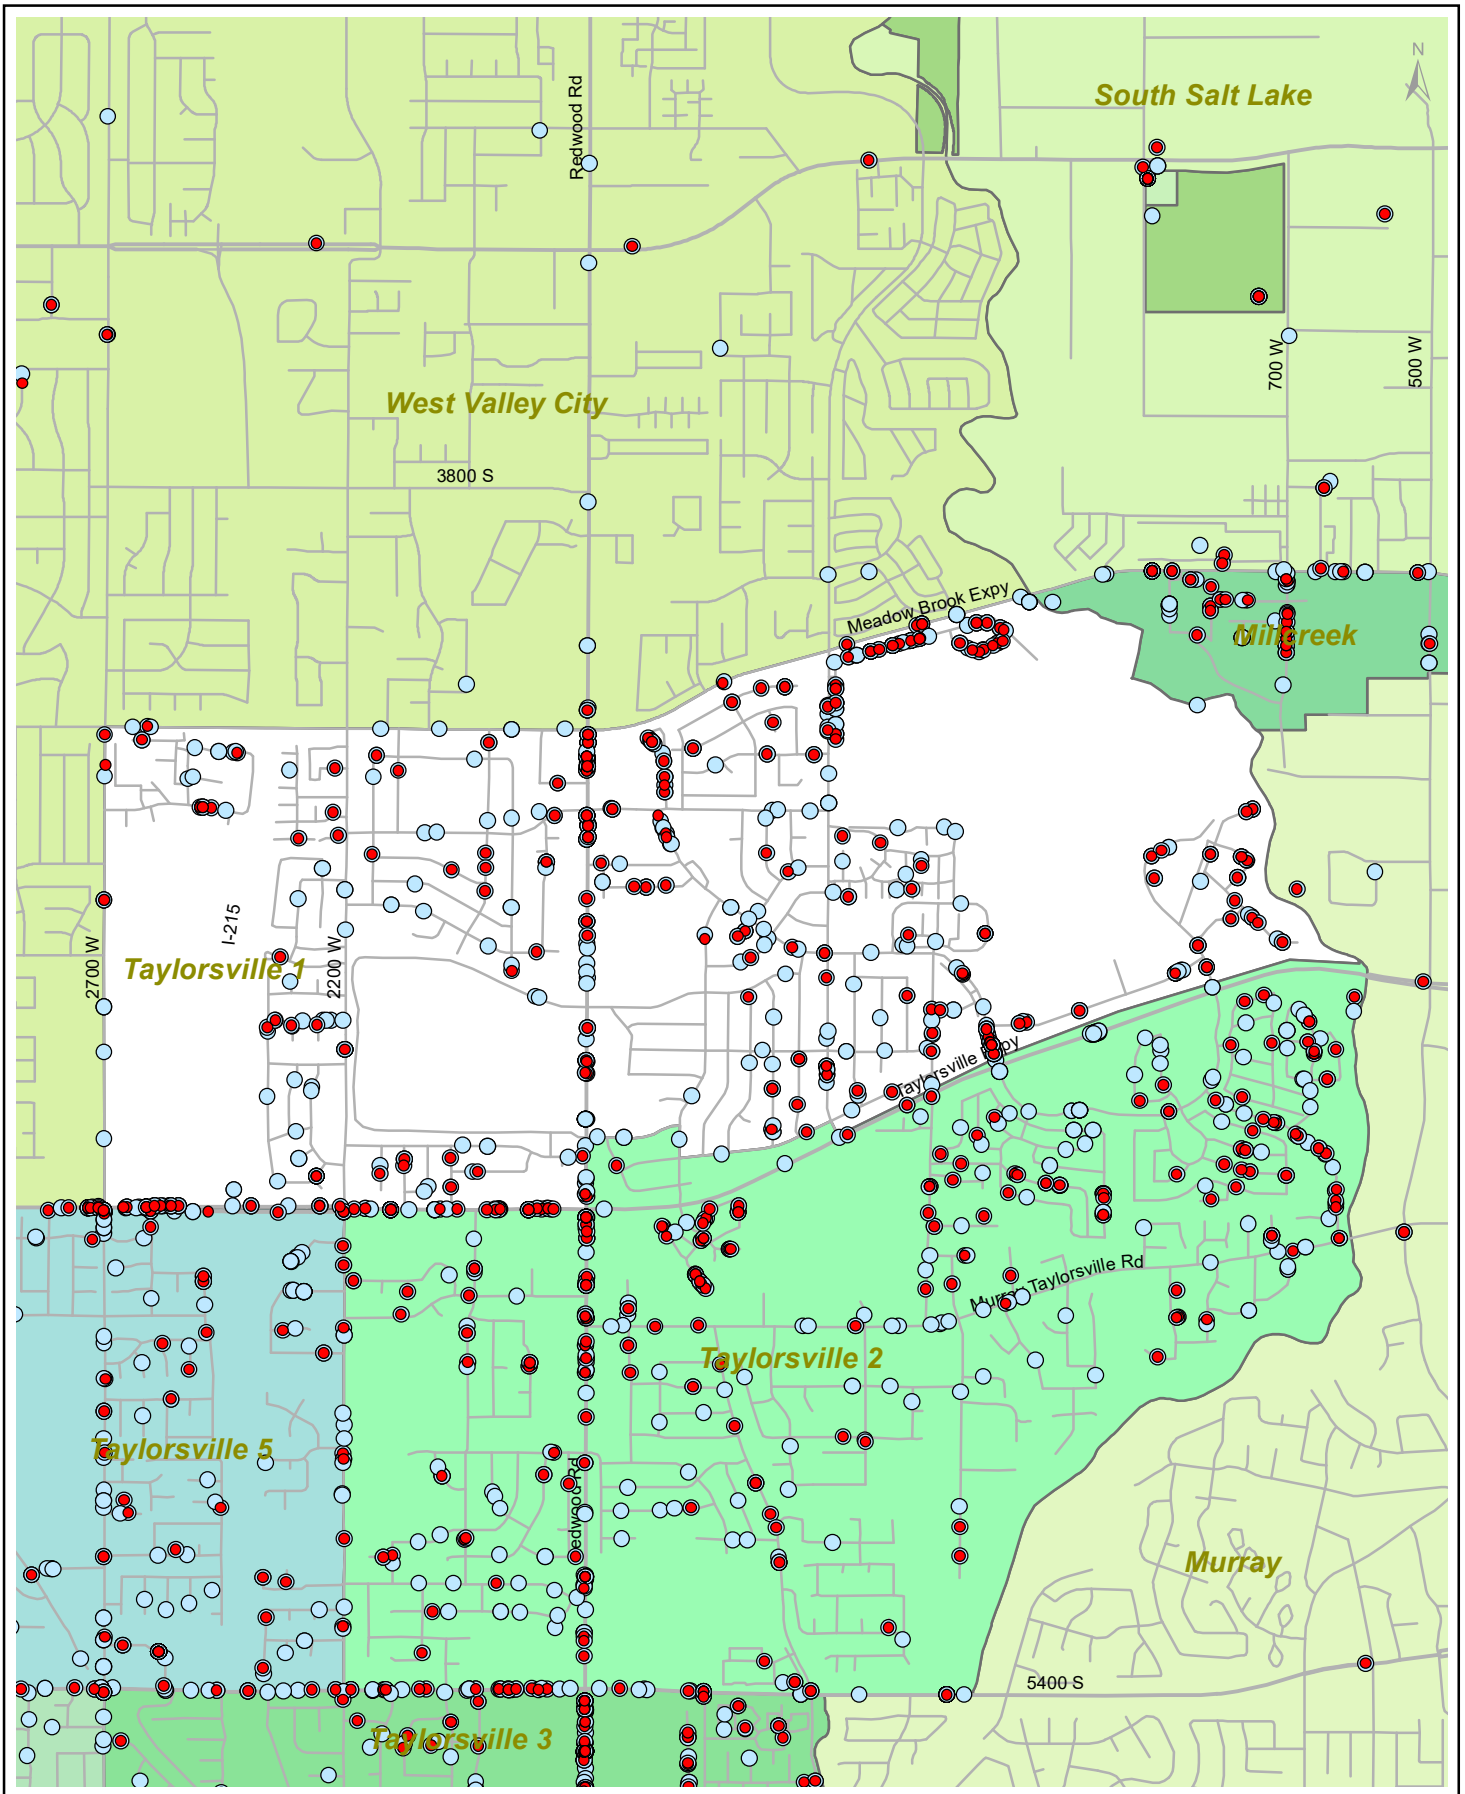 N
South Salt Lake
Redwood Rd
700 W
500 W
West Valley City
3800 S
Meadow Brook Expy
Millcreek
I-215
2700 W
2200 W
Taylorsville 1
Taylorsville Expy
Murray Taylorsville Rd
Taylorsville 2
Taylorsville 5
Redwood Rd
Murray
5400 S
Taylorsville 3